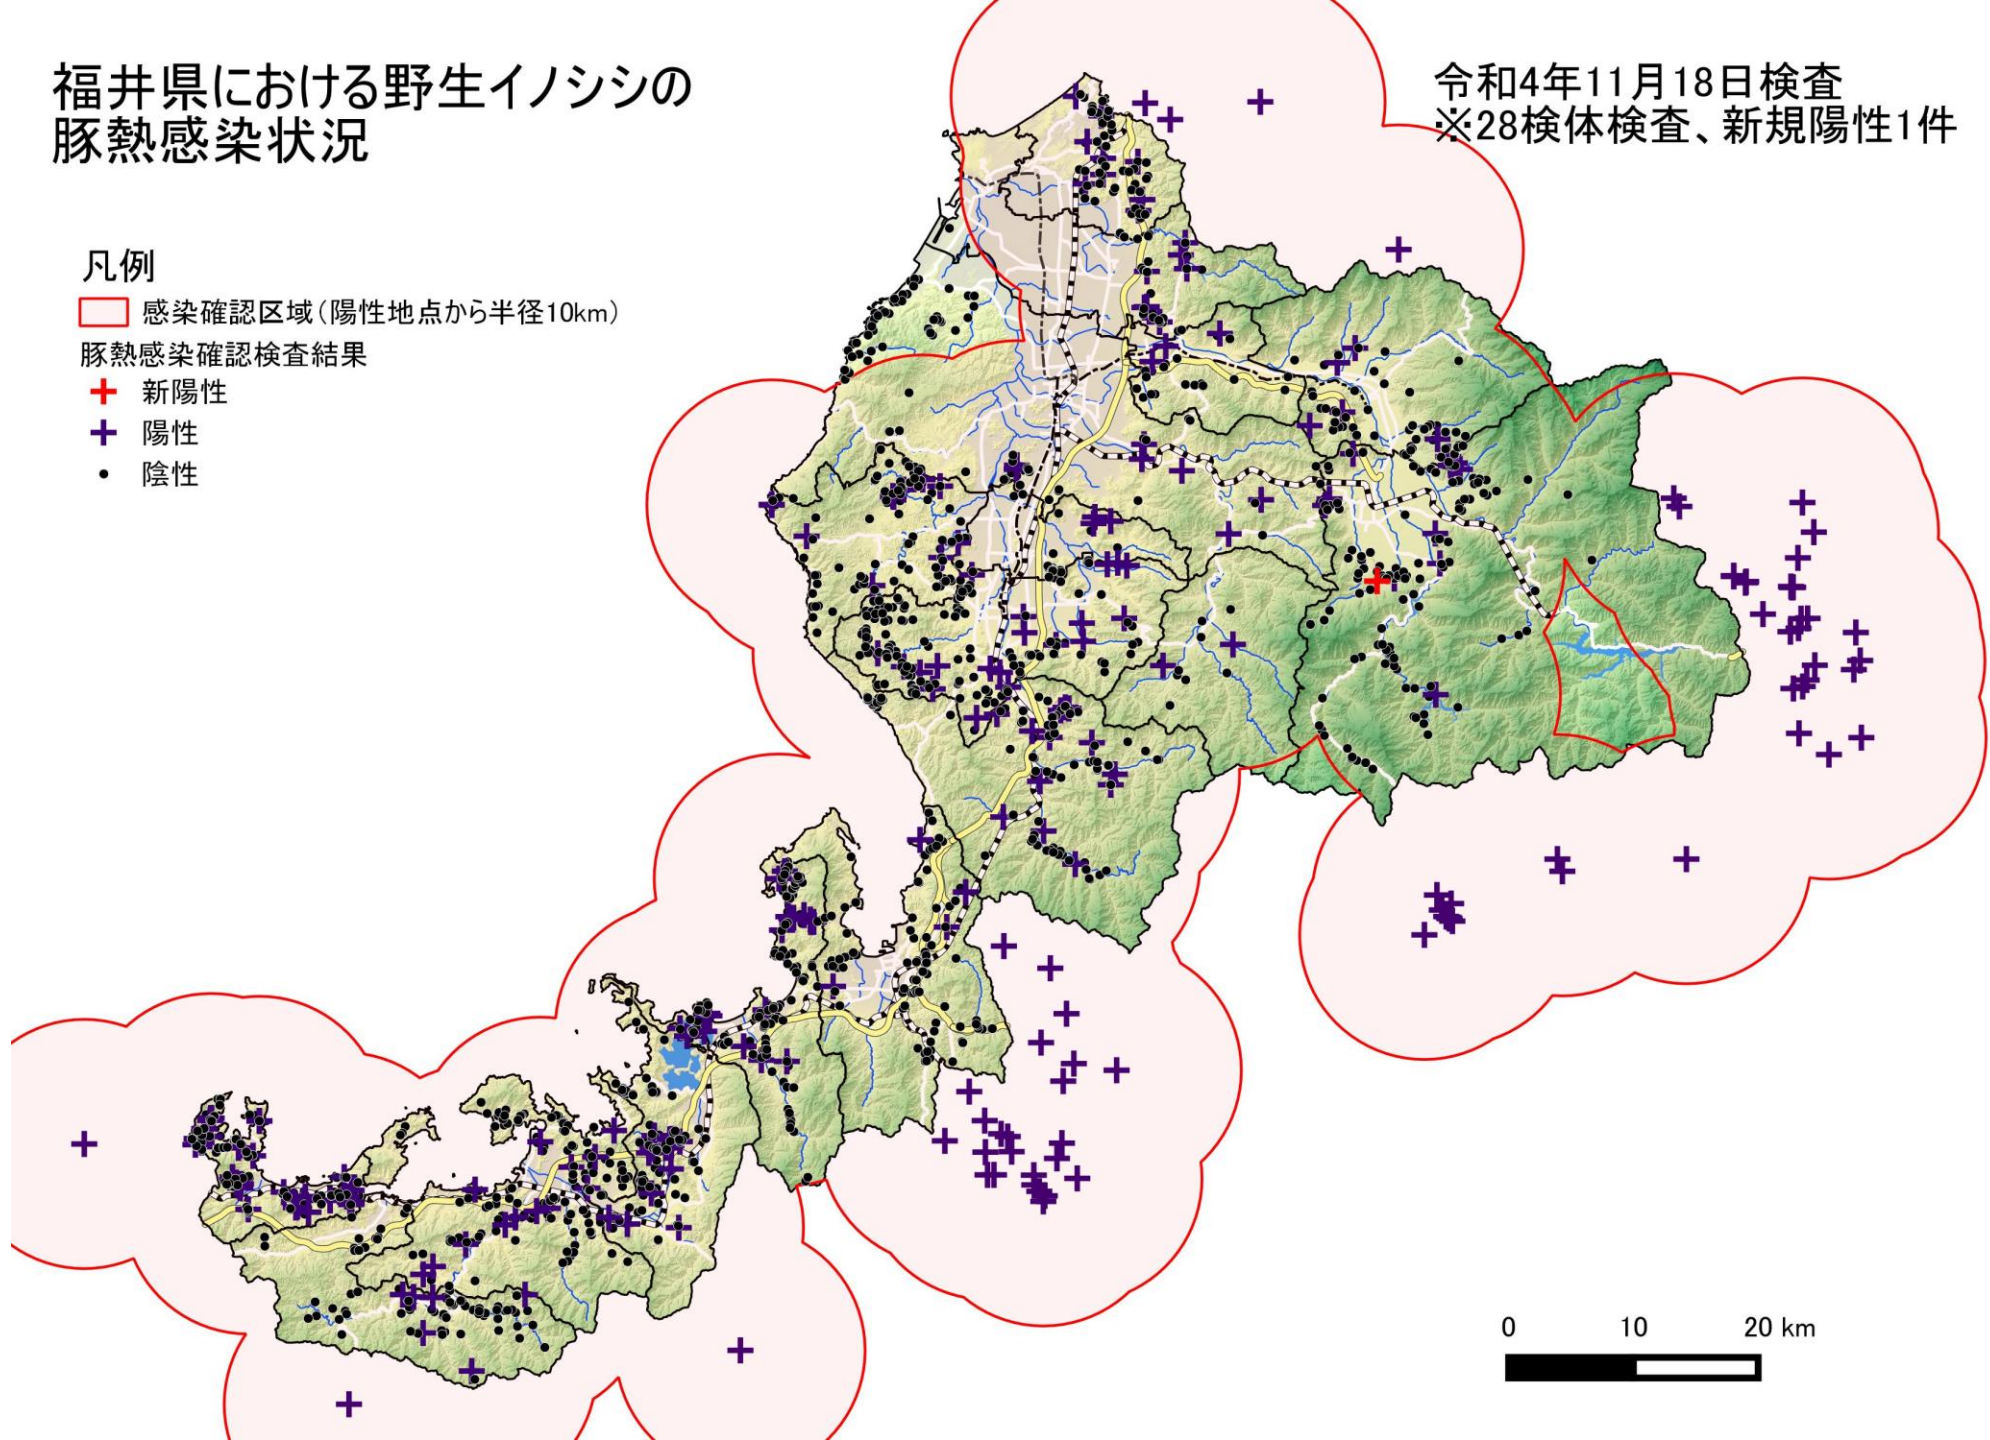 福井県における野生イノシシの
豚熱感染状況
令和4年11月18日検査
※28検体検査、新規陽性1件
凡例
感染確認区域(陽性地点から半径10km)
豚熱感染確認検査結果
新陽性
陽性
陰性
0 10 20 km